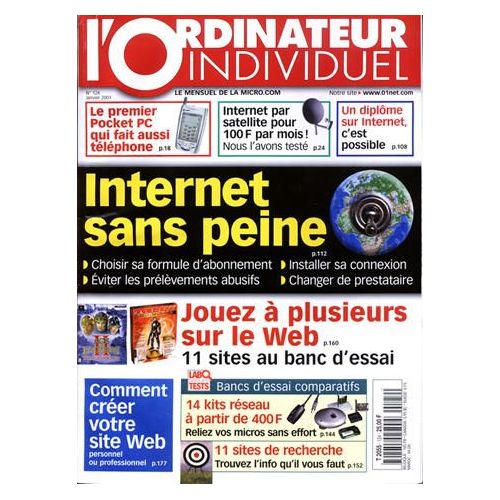 l'ORDINATEUR
INDIVIDUEL
N° 124
Janvier 2001
LE MENSUEL DE LA MICRO.COM
Notre site www.01net.com
Le premier
Pocket PC
qui fait aussi
téléphone p.18
Internet par
satellite pour
100 F par mois !
Nous l'avons testé p.24
Un diplôme
sur Internet,
c'est
possible p.108
Internet
sans peine
p.112
Choisir sa formule d'abonnement
Installer sa connexion
Éviter les prélèvements abusifs
Changer de prestataire
Jouez à plusieurs
sur le Web p.160
11 sites au banc d'essai
Comment
créer
votre
site Web
personnel
ou professionnel p.177
LABO
TESTS
Bancs d'essai comparatifs
14 kits réseau
à partir de 400 F
Reliez vos micros sans effort p.144
11 sites de recherche
Trouvez l'info qu'il vous faut p.152
25,00 F